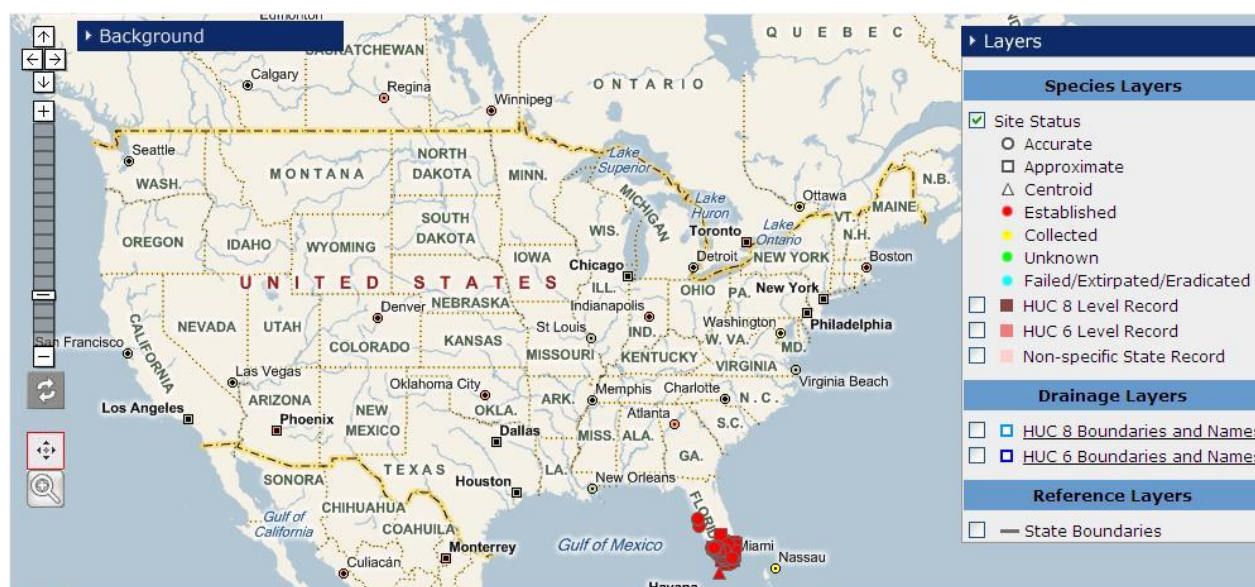 Edmonton
Background
SASKATCHEWAN
QUEBEC
Calgary
Regina
Winnipeg
ONTARIO
Seattle
WASH.
MONTANA
NORTH
DAKOTA
MINN.
Lake
Superior
MICHIGAN
Lake
Huron
Ottawa
N.B.
MAINE
VT.
N.H.
OREGON
IDAHO
WYOMING
SOUTH
DAKOTA
WIS.
Toronto
Lake
Ontario
Detroit
NEW YORK
Boston
IOWA
Chicago
UNITED STATES
NEBRASKA
ILL.
OHIO
PA.
New York
Indianapolis
Denver
NEVADA
UTAH
COLORADO
KANSAS
St Louis
IND.
Washington
Philadelphia
San Francisco
CALIFORNIA
MISSOURI
KENTUCKY
W. VA.
MD.
VIRGINIA
Las Vegas
Virginia Beach
Oklahoma City
ARK.
Memphis
Charlotte
N. C.
ARIZONA
Los Angeles
Phoenix
NEW
MEXICO
OKLA.
Atlanta
S.C.
Dallas
MISS.
ALA.
GA.
TEXAS
LA.
SONORA
Houston
New Orleans
CHIHUAHUA
FLORID
Gulf of
California
COAHUILA
Monterrey
Gulf of Mexico
Miami
Nassau
Culiacán
Havana
Layers
Species Layers
Site Status
Accurate
Approximate
Centroid
Established
Collected
Unknown
Failed/Extirpated/Eradicated
HUC 8 Level Record
HUC 6 Level Record
Non-specific State Record
Drainage Layers
HUC 8 Boundaries and Names
HUC 6 Boundaries and Names
Reference Layers
State Boundaries